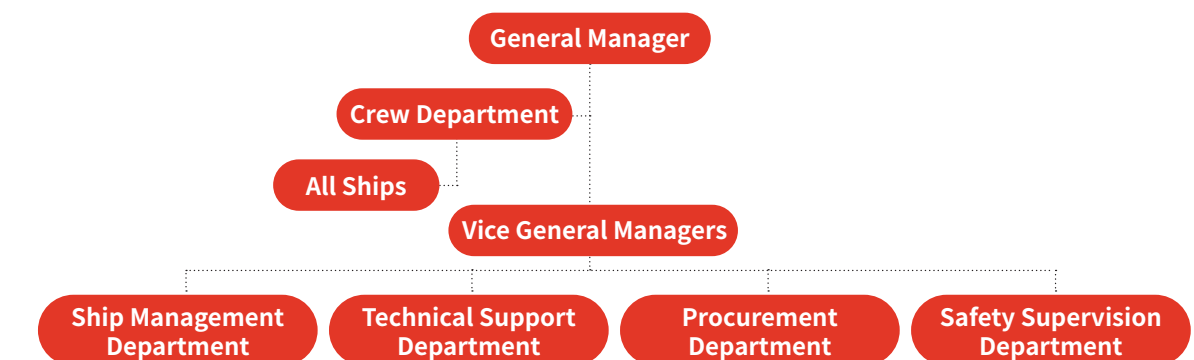 General Manager
Crew Department
All Ships
Vice General Managers
Ship Management
Department
Technical Support
Department
Procurement
Department
Safety Supervision
Department